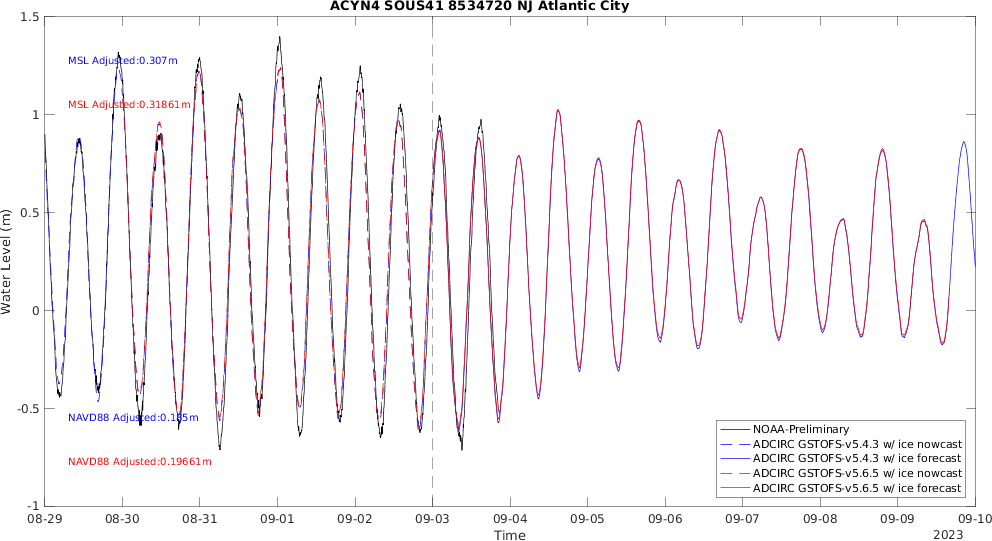 ACYN4 SOUS41 8534720 NJ Atlantic City
1.5
1
0.5
0
-0.5
-1
Water Level (m)
MSL Adjusted:0.307m
MSL Adjusted:0.31861m
NAVD88 Adjusted:0.185m
NAVD88 Adjusted:0.19661m
NOAA-Preliminary
ADCIRC GSTOFS-v5.4.3 w/ ice nowcast
ADCIRC GSTOFS-v5.4.3 w/ ice forecast
ADCIRC GSTOFS-v5.6.5 w/ ice nowcast
ADCIRC GSTOFS-v5.6.5 w/ ice forecast
08-29 08-30 08-31 09-01 09-02 09-03 09-04 09-05 09-06 09-07 09-08 09-09 09-10
Time
2023